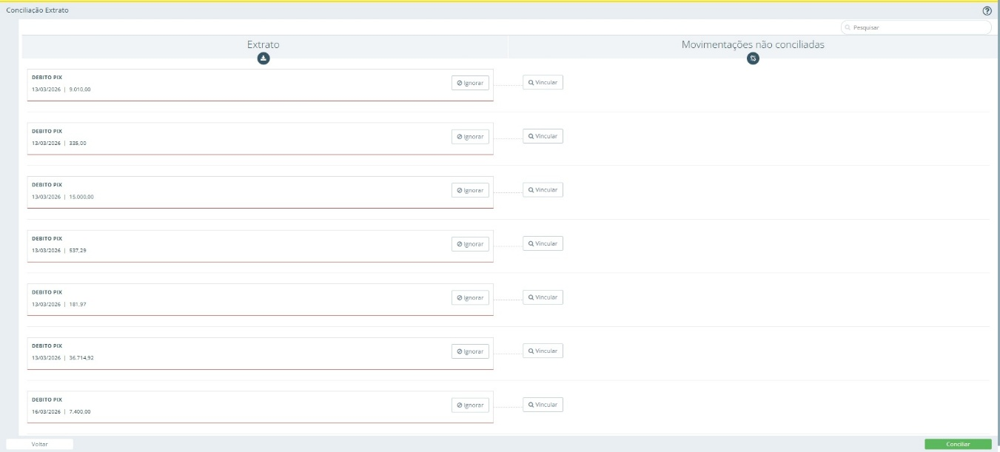 Conciliação Extrato
Pesquisar
Extrato
Movimentações não conciliadas
DEBITO PIX
13/03/2026 | 9.010,00
Ignorar
Vincular
DEBITO PIX
13/03/2026 | 335,00
Ignorar
Vincular
DEBITO PIX
13/03/2026 | 15.000,00
Ignorar
Vincular
DEBITO PIX
13/03/2026 | 537,29
Ignorar
Vincular
DEBITO PIX
13/03/2026 | 181,97
Ignorar
Vincular
DEBITO PIX
13/03/2026 | 36.714,92
Ignorar
Vincular
DEBITO PIX
16/03/2026 | 7.400,00
Ignorar
Vincular
Voltar
Conciliar